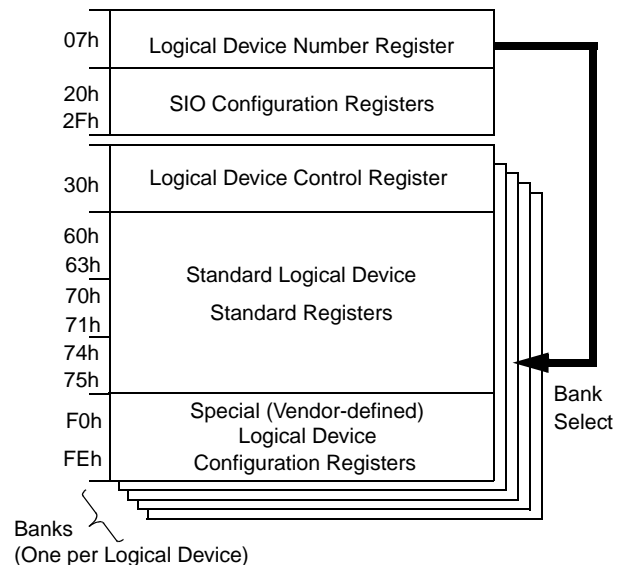 07h
Logical Device Number Register
20h
2Fh
SIO Configuration Registers
30h
Logical Device Control Register
60h
63h
70h
71h
74h
75h
Standard Logical Device
Standard Registers
Bank
Select
F0h
FEh
Special (Vendor-defined)
Logical Device
Configuration Registers
Banks
(One per Logical Device)